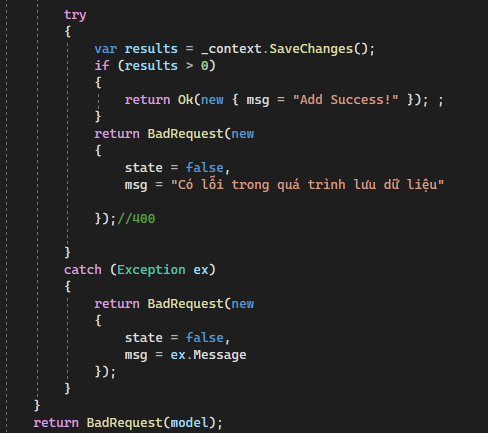 try
{
var results = _context.SaveChanges();
if (results > 0)
{
return Ok(new { msg = "Add Success!" }); ;
}
return BadRequest(new
{
state = false,
msg = "Có lỗi trong quá trình lưu dữ liệu"
});//400
}
catch (Exception ex)
{
return BadRequest(new
{
state = false,
msg = ex.Message
});
}
}
return BadRequest(model);